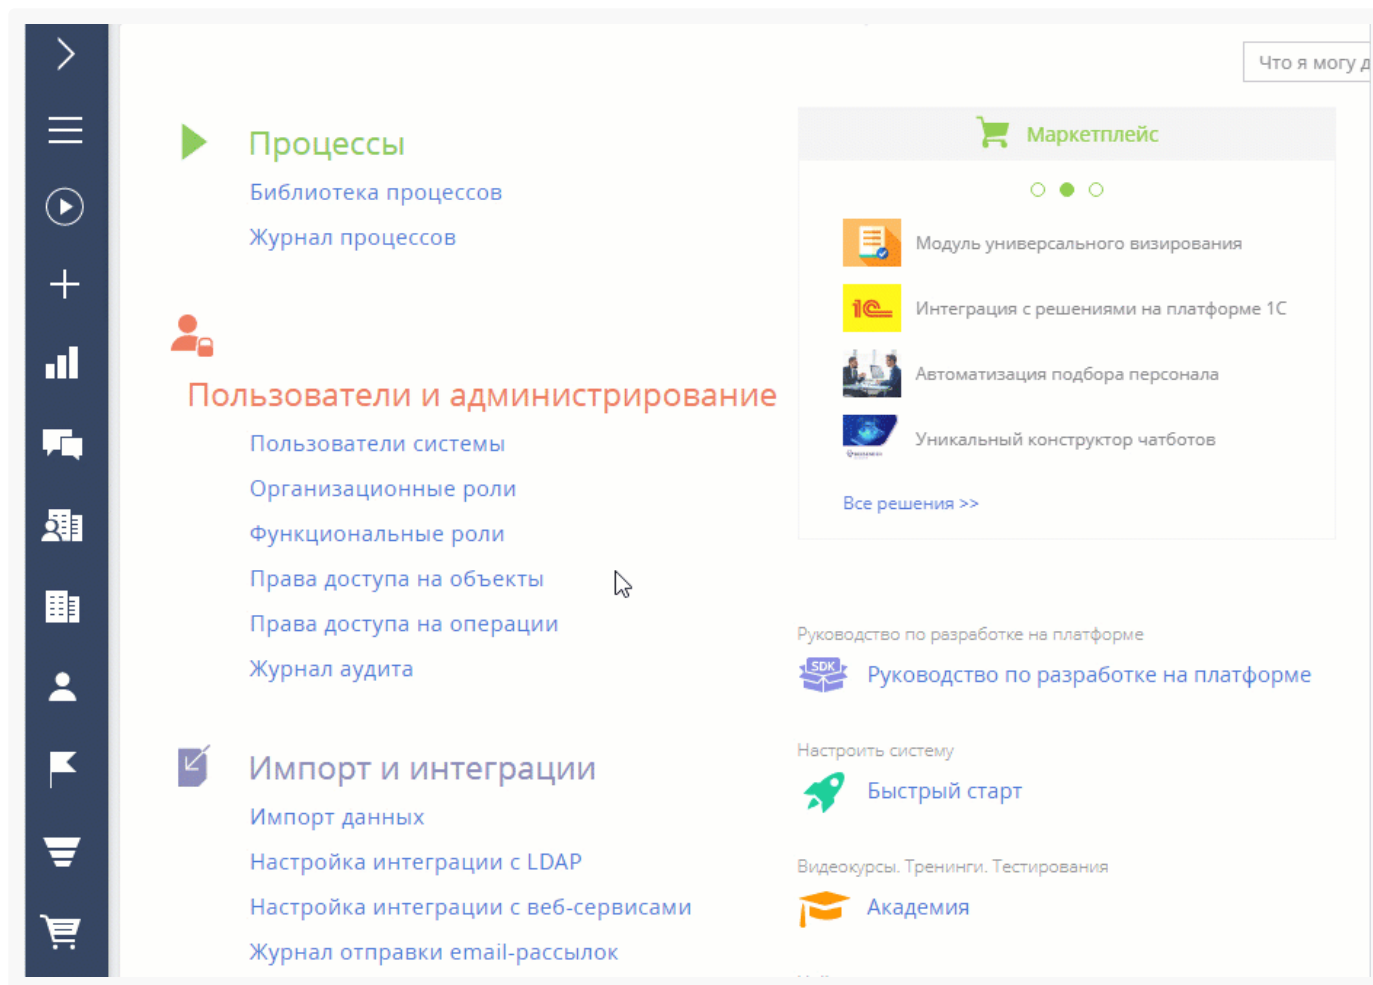 Что я могу д
Процессы
Библиотека процессов
Журнал процессов
Пользователи и администрирование
Пользователи системы
Организационные роли
Функциональные роли
Права доступа на объекты
Права доступа на операции
Журнал аудита
Импорт и интеграции
Импорт данных
Настройка интеграции с LDAP
Настройка интеграции с веб-сервисами
Журнал отправки email-рассылок
Маркетплейс
Модуль универсального визирования
1С
Интеграция с решениями на платформе 1С
Автоматизация подбора персонала
Уникальный конструктор чатботов
Все решения >>
Руководство по разработке на платформе
SDK
Руководство по разработке на платформе
Настроить систему
Быстрый старт
Видеокурсы. Тренинги. Тестирования
Академия